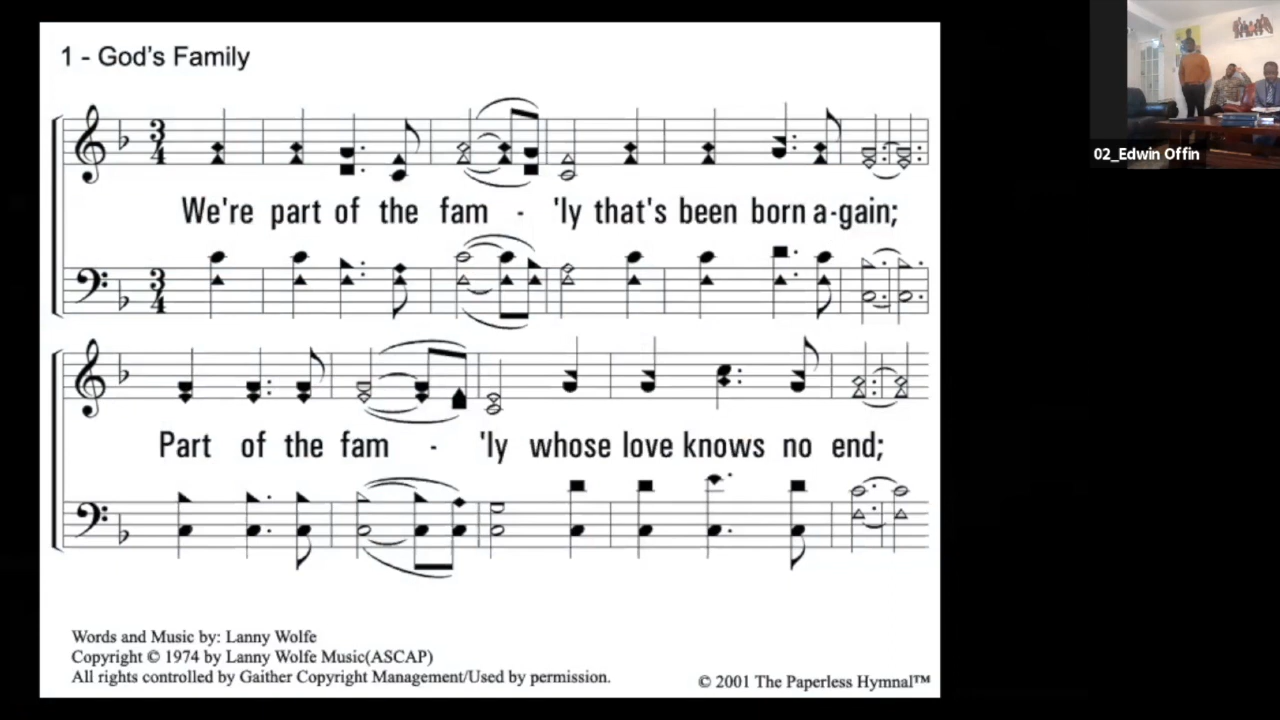 1 - God's Family
We're part of the fam - 'ly that's been born a-gain;
Part of the fam - 'ly whose love knows no end;
Words and Music by: Lanny Wolfe
Copyright © 1974 by Lanny Wolfe Music(ASCAP)
All rights controlled by Gaither Copyright Management/Used by permission.
© 2001 The Paperless Hymnal™
02_Edwin Offin